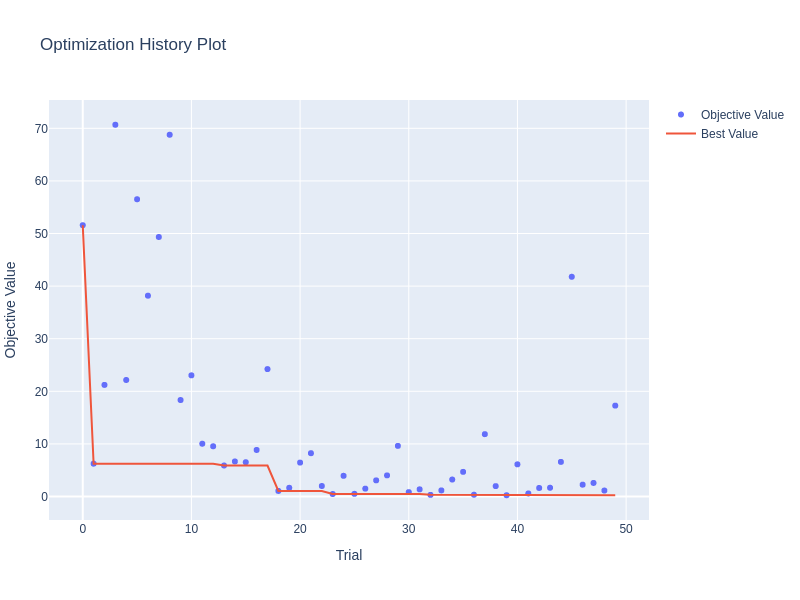 Optimization History Plot
Objective Value
Best Value
70
60
50
40
30
20
10
0
Objective Value
0 10 20 30 40 50
Trial